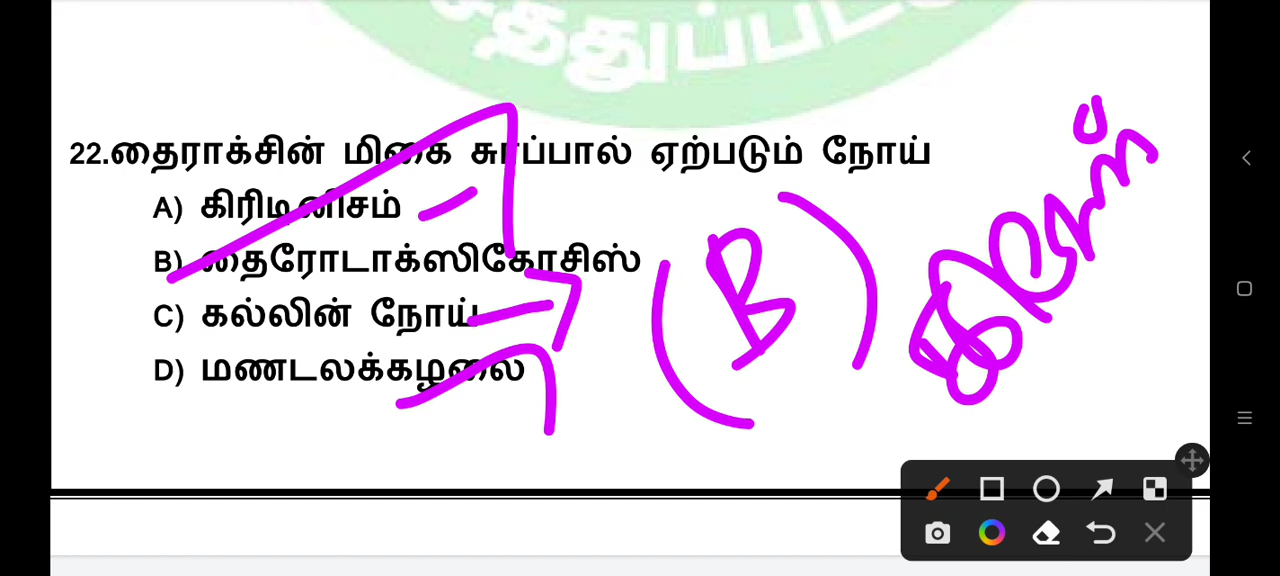 த்துப்ப
22.தைராக்சின் மிகை சுரப்பால் ஏற்படும் நோய்
A) கிரிடினிசம்
B) தைரோடாக்ஸிகோசிஸ்
C) கல்லின் நோய்
D) மணடலக்கழலை
(B)